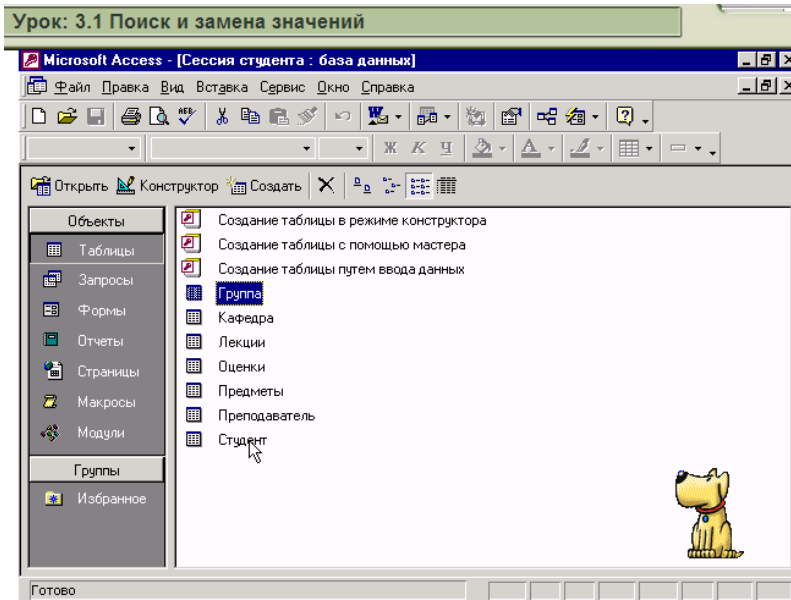 Урок: 3.1 Поиск и замена значений
Microsoft Access - [Сессия студента : база данных]
Файл Правка Вид Вставка Сервис Окно Справка
Ж К Ч
Открыть Конструктор Создать
Объекты
Таблицы
Запросы
Формы
Отчеты
Страницы
Макросы
Модули
Группы
Избранное
Создание таблицы в режиме конструктора
Создание таблицы с помощью мастера
Создание таблицы путем ввода данных
Группа
Кафедра
Лекции
Оценки
Предметы
Преподаватель
Студент
Готово